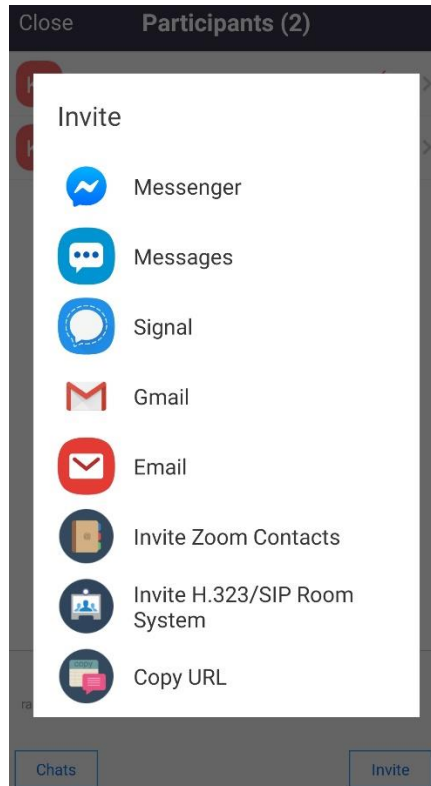 Close Participants (2)
Invite
Messenger
Messages
Signal
Gmail
Email
Invite Zoom Contacts
Invite H.323/SIP Room
System
copy
Copy URL
Chats Invite